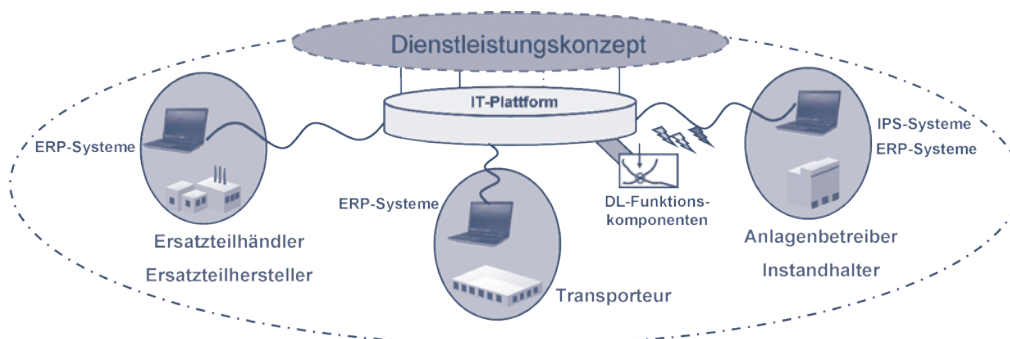 Dienstleistungskonzept
IT-Plattform
ERP-Systeme
Ersatzteilhändler
Ersatzteilhersteller
ERP-Systeme
Transporteur
DL-Funktions-
komponenten
IPS-Systeme
ERP-Systeme
Anlagenbetreiber
Instandhalter